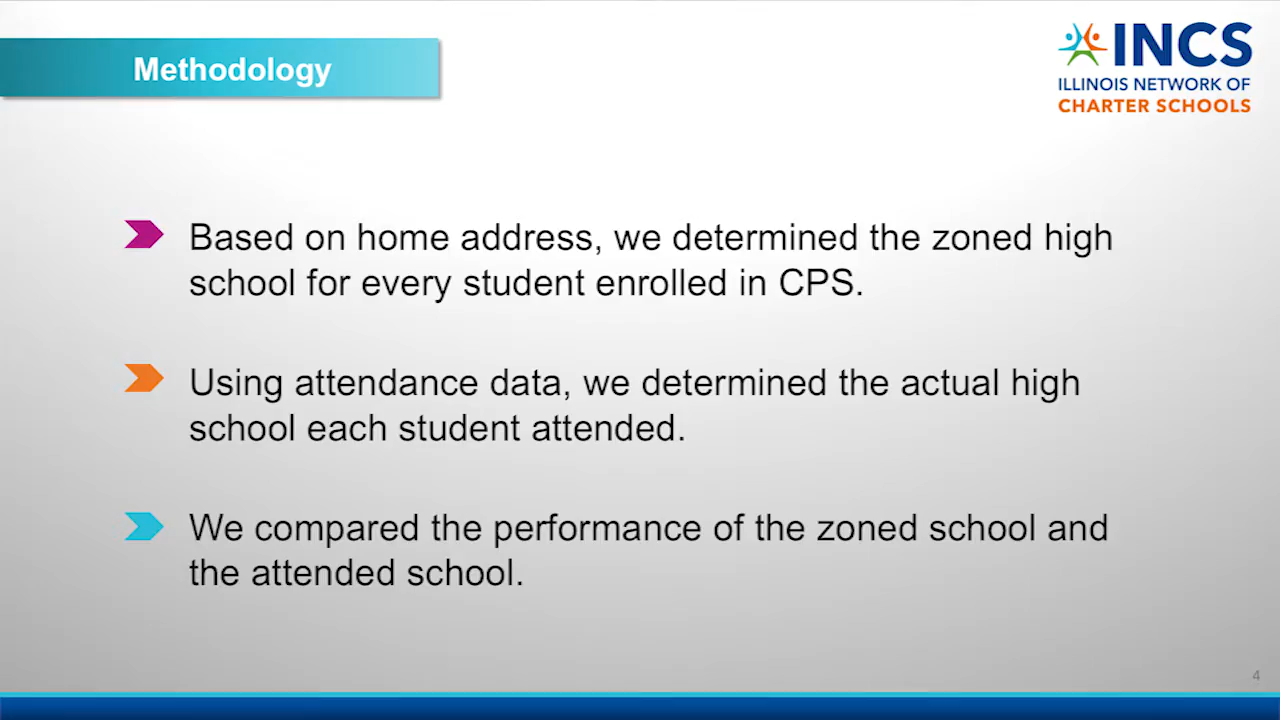 Methodology
INCS
ILLINOIS NETWORK OF
CHARTER SCHOOLS
Based on home address, we determined the zoned high
school for every student enrolled in CPS.
Using attendance data, we determined the actual high
school each student attended.
We compared the performance of the zoned school and
the attended school.
4